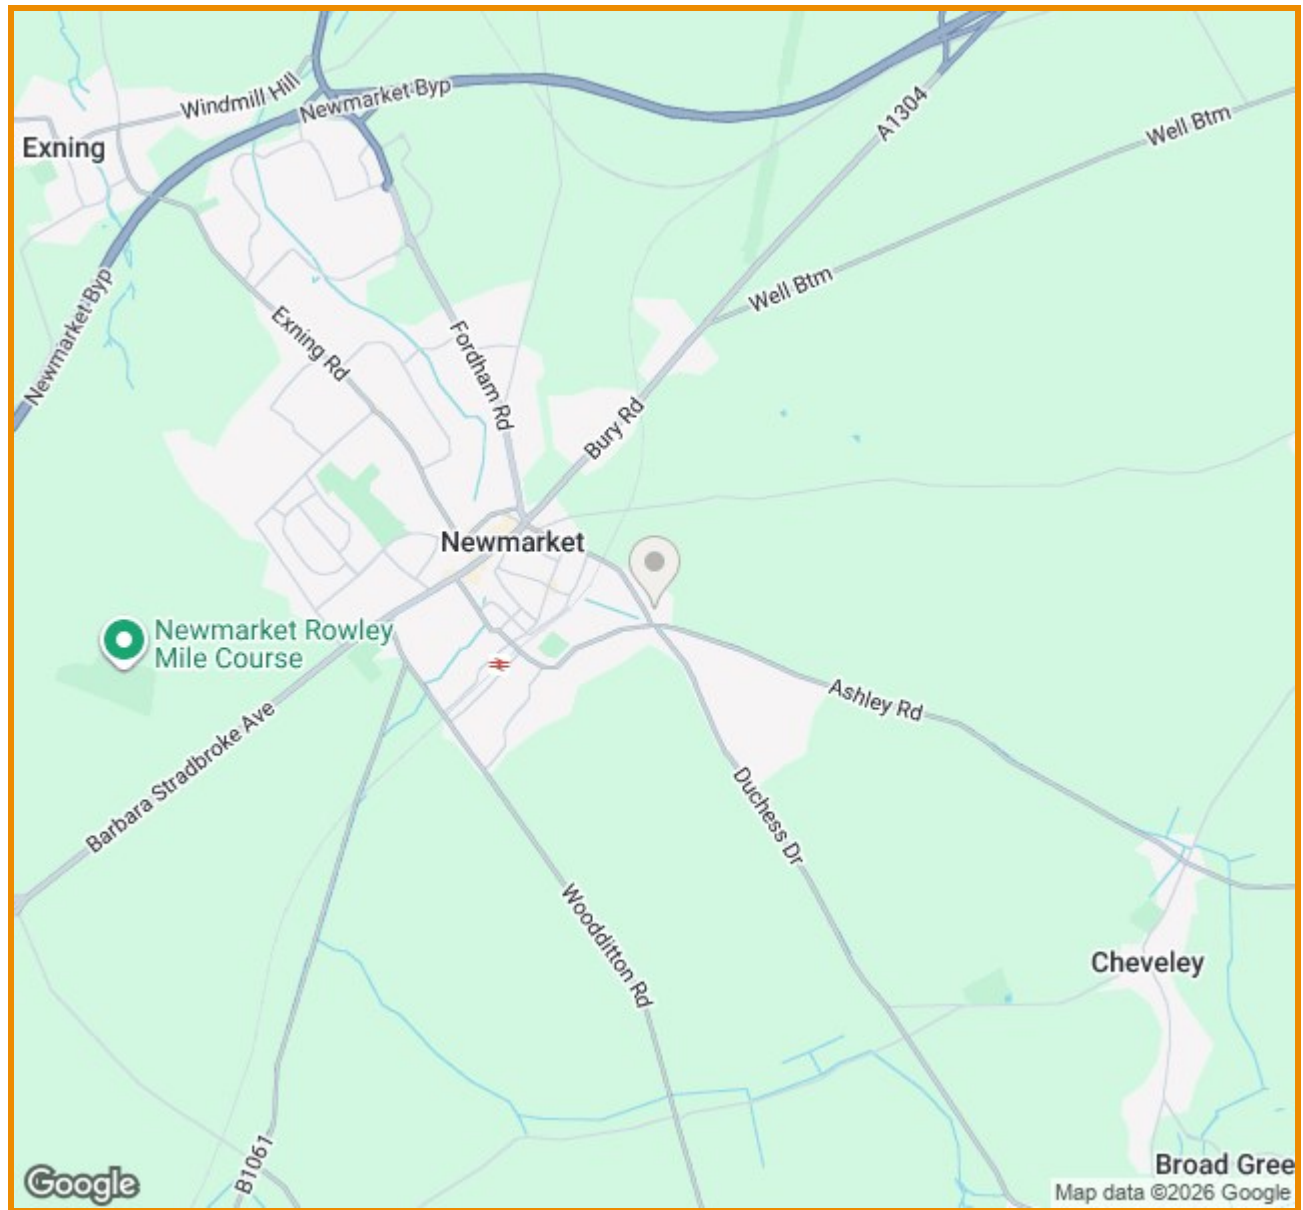 Windmill Hill
Newmarket Byp
A1304
Well Btm
Exning
Newmarket Byp
Well Btm
Exning Rd
Fordham Rd
Bury Rd
Newmarket
Newmarket Rowley
Mile Course
Ashley Rd
Barbara Stradbroke Ave
Duchess Dr
Woodditton Rd
Cheveley
B1061
Broad Gree
Google
Map data ©2026 Google